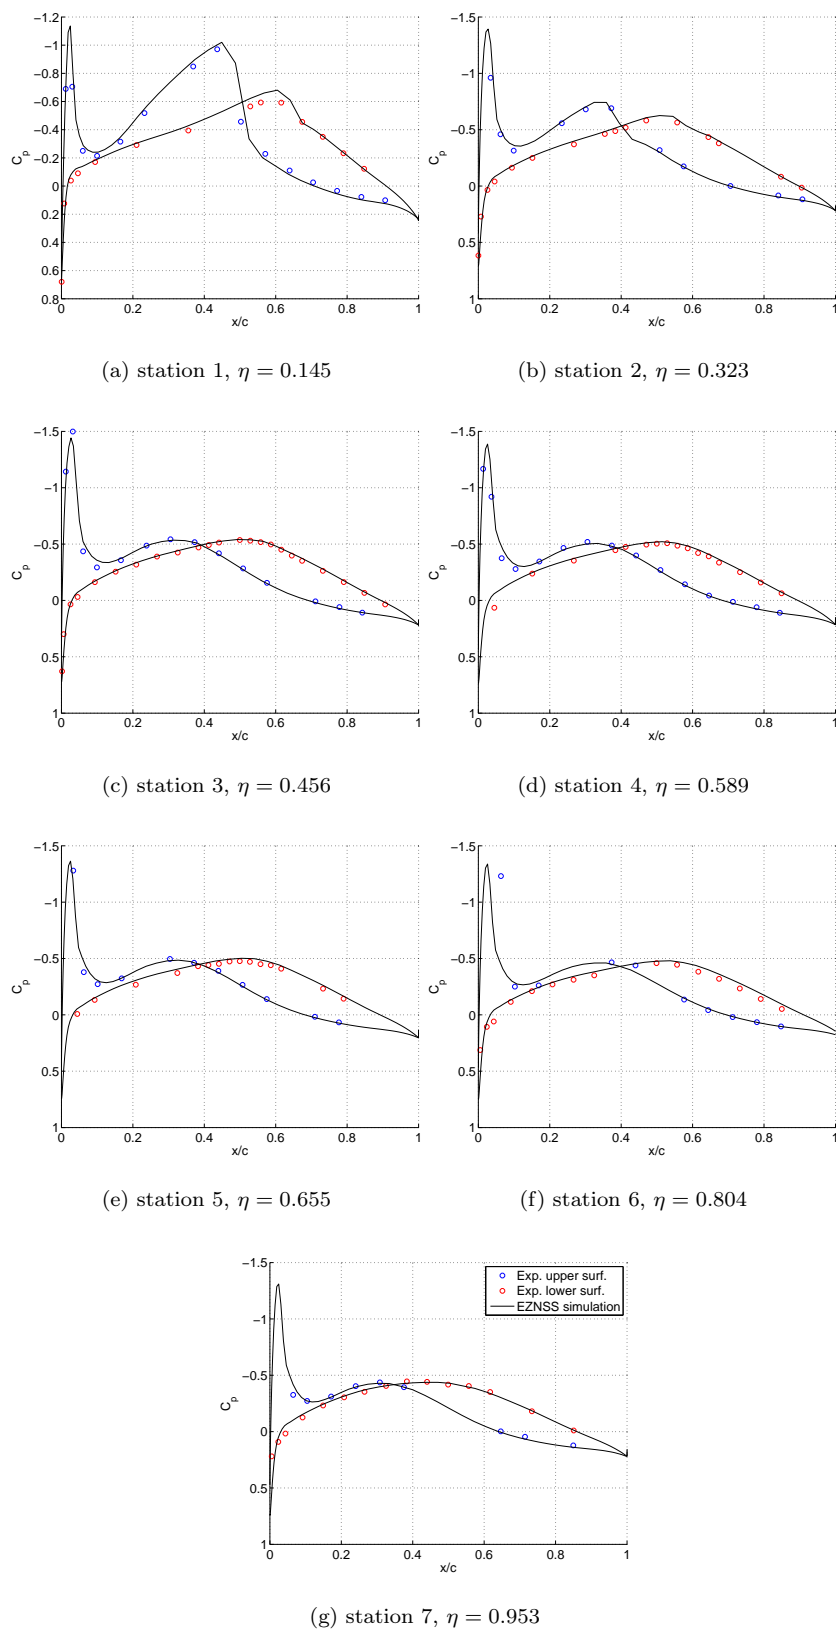 −1.2
−1
−0.8
−0.6
−0.4
−0.2
0
0.2
0.4
0.6
0.8
C_p
0 0.2 0.4 0.6 0.8 1
x/c
(a) station 1, η = 0.145
−1.5
−1
−0.5
0
0.5
1
C_p
0 0.2 0.4 0.6 0.8 1
x/c
(b) station 2, η = 0.323
−1.5
−1
−0.5
0
0.5
1
C_p
0 0.2 0.4 0.6 0.8 1
x/c
(c) station 3, η = 0.456
−1.5
−1
−0.5
0
0.5
1
C_p
0 0.2 0.4 0.6 0.8 1
x/c
(d) station 4, η = 0.589
−1.5
−1
−0.5
0
0.5
1
C_p
0 0.2 0.4 0.6 0.8 1
x/c
(e) station 5, η = 0.655
−1.5
−1
−0.5
0
0.5
1
C_p
0 0.2 0.4 0.6 0.8 1
x/c
(f) station 6, η = 0.804
−1.5
−1
−0.5
0
0.5
1
C_p
Exp. upper surf.
Exp. lower surf.
EZNSS simulation
0 0.2 0.4 0.6 0.8 1
x/c
(g) station 7, η = 0.953